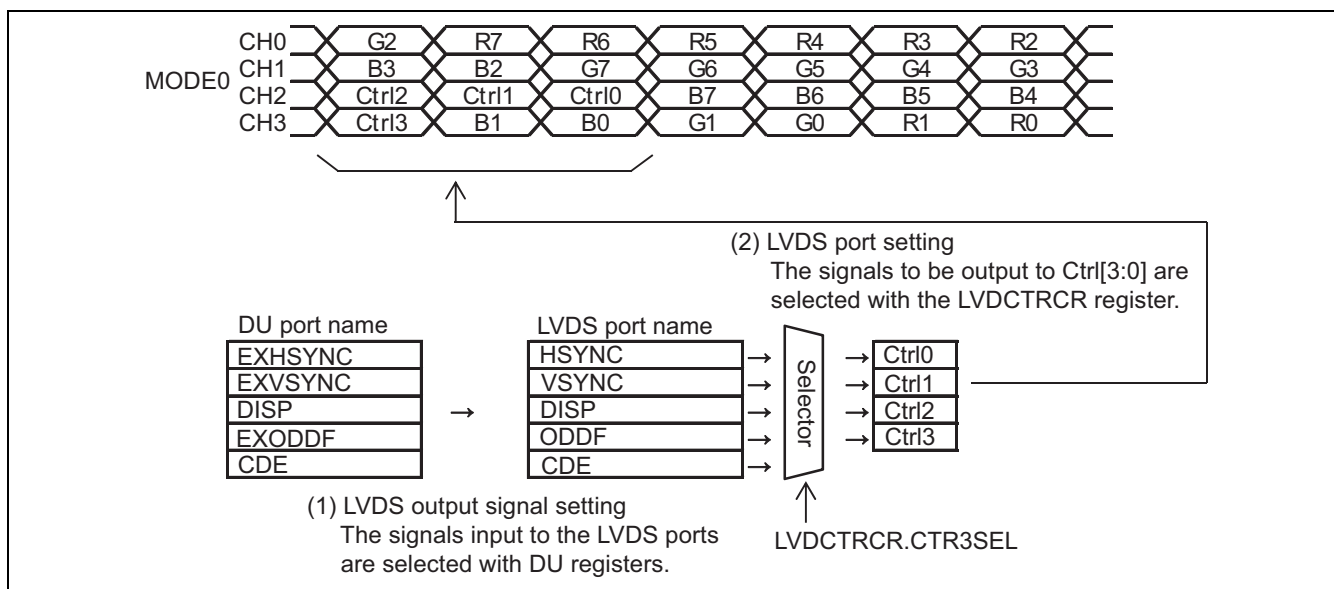 CH0 G2 R7 R6 R5 R4 R3 R2
MODE0
CH1 B3 B2 G7 G6 G5 G4 G3
CH2 Ctrl2 Ctrl1 Ctrl0 B7 B6 B5 B4
CH3 Ctrl3 B1 B0 G1 G0 R1 R0
(2) LVDS port setting
The signals to be output to Ctrl[3:0] are
selected with the LVDCTRCR register.
DU port name LVDS port name
EXHSYNC HSYNC → → Ctrl0
EXVSYNC VSYNC → → Ctrl1
DISP → DISP → → Ctrl2
EXODDF ODDF → → Ctrl3
CDE CDE →
Selector
(1) LVDS output signal setting
The signals input to the LVDS ports
are selected with DU registers.
LVDCTRCR.CTR3SEL